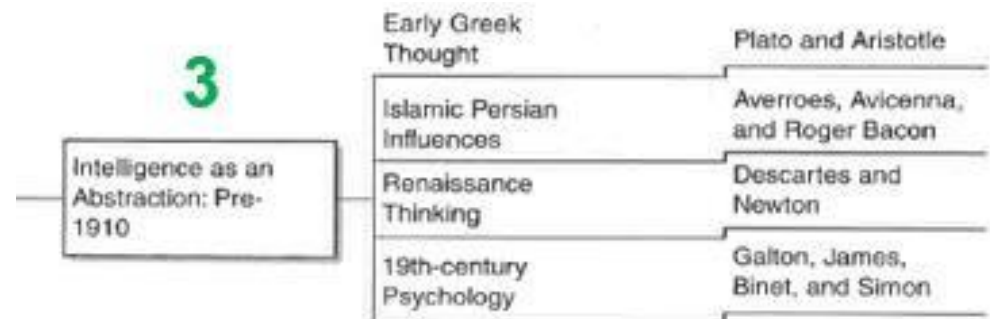 3
Intelligence as an
Abstraction: Pre-
1910
Early Greek
Thought
Plato and Aristotle
Islamic Persian
Influences
Averroes, Avicenna,
and Roger Bacon
Renaissance
Thinking
Descartes and
Newton
19th-century
Psychology
Galton, James,
Binet, and Simon